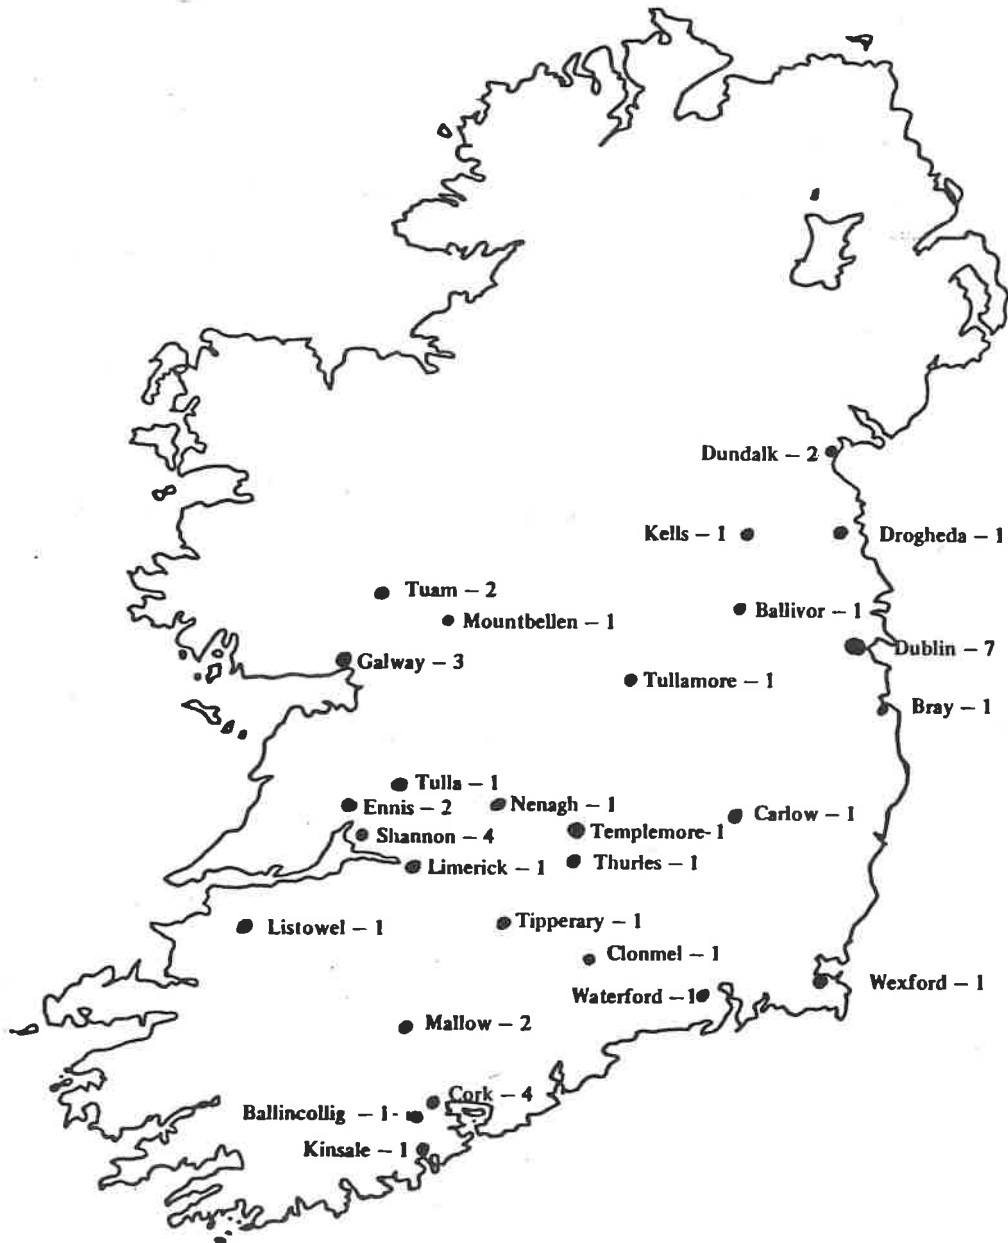 Dundalk – 2
Kells – 1
Drogheda – 1
Tuam – 2
Ballivor – 1
Mountbellen – 1
Dublin – 7
Galway – 3
Tullamore – 1
Bray – 1
Tulla – 1
Ennis – 2
Nenagh – 1
Carlow – 1
Shannon – 4
Templemore- 1
Limerick – 1
Thurles – 1
Listowel – 1
Tipperary – 1
Clonmel – 1
Wexford – 1
Waterford – 1
Mallow – 2
Cork – 4
Ballincollig – 1-
Kinsale – 1